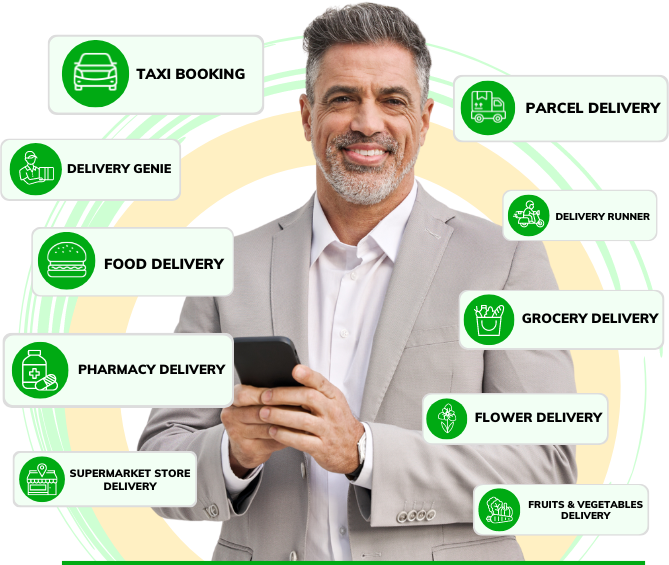 TAXI BOOKING
PARCEL DELIVERY
DELIVERY GENIE
DELIVERY RUNNER
FOOD DELIVERY
GROCERY DELIVERY
PHARMACY DELIVERY
FLOWER DELIVERY
SUPERMARKET STORE
DELIVERY
FRUITS & VEGETABLES
DELIVERY